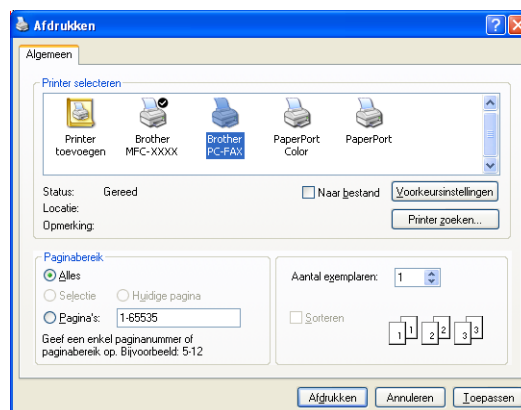 Afdrukken
Algemeen
Printer selecteren
Printer toevoegen
Brother MFC-XXXX
Brother PC-FAX
PaperPort Color
PaperPort
Status: Gereed
Locatie:
Opmerking:
Naar bestand
Voorkeursinstellingen
Printer zoeken...
Paginabereik
Alles
Selectie
Huidige pagina
Pagina's: 1-65535
Geef een enkel paginanummer of
paginabereik op. Bijvoorbeeld: 5-12
Aantal exemplaren: 1
Sorteren
1 1 2 2 3 3
Afdrukken
Annuleren
Toepassen